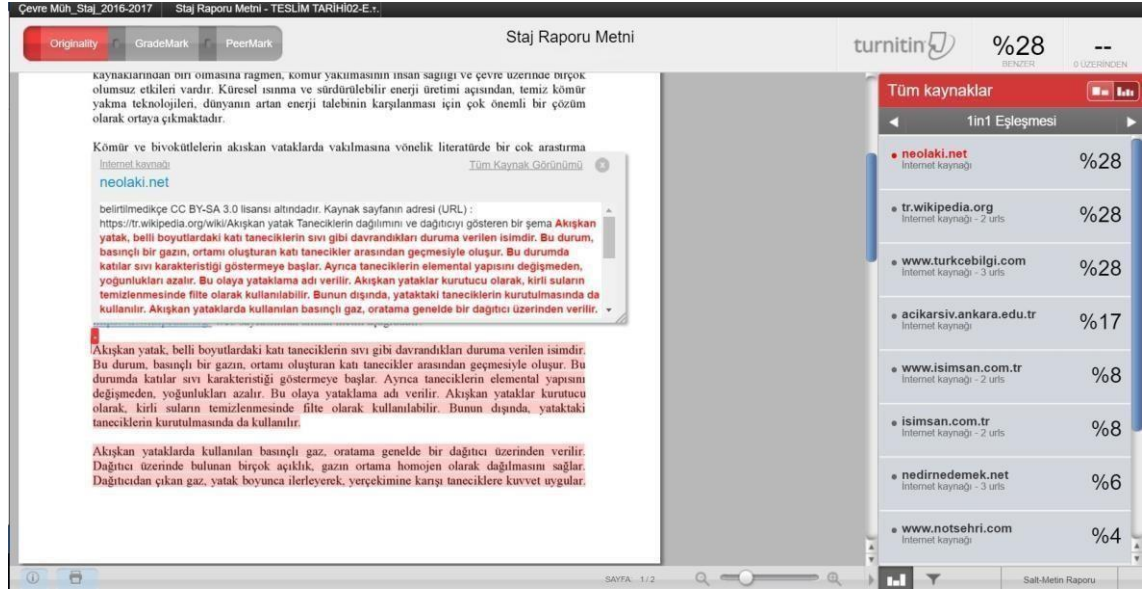 Çevre Müh_Staj_2016-2017 Staj Raporu Metni - TESLİM TARİHİ02-E...
Originality GradeMark PeerMark
Staj Raporu Metni
turnitin
%28
BENZER
--
0 ÜZERİNDEN
kaynaklarından biri olmasına rağmen, kömür yakılmasının insan sağlığı ve çevre üzerinde birçok
olumsuz etkileri vardır. Küresel ısınma ve sürdürülebilir enerji üretimi açısından, temiz kömür
yakma teknolojileri, dünyanın artan enerji talebinin karşılanması için çok önemli bir çözüm
olarak ortaya çıkmaktadır.
Kömür ve biyokütlelerin akışkan yataklarda yakılmasına yönelik literatürde bir çok araştırma
İnternet kaynağı
Tüm Kaynak Görünümü
neolaki.net
belirtilmedikçe CC BY-SA 3.0 lisansı altındadır. Kaynak sayfanın adresi (URL) :
https://tr.wikipedia.org/wiki/Akışkan yatak Taneciklerin dağılımını ve dağıtıcıyı gösteren bir şema Akışkan
yatak, belli boyutlardaki katı taneciklerin sıvı gibi davrandıkları duruma verilen isimdir. Bu durum,
basınçlı bir gazın, ortamı oluşturan katı tanecikler arasından geçmesiyle oluşur. Bu durumda
katılar sıvı karakteristiği göstermeye başlar. Ayrıca taneciklerin elemental yapısını değişmeden,
yoğunlukları azalır. Bu olaya yataklama adı verilir. Akışkan yataklar kurutucu olarak, kirli suların
temizlenmesinde filte olarak kullanılabilir. Bunun dışında, yataktaki taneciklerin kurutulmasında da
kullanılır. Akışkan yataklarda kullanılan basınçlı gaz, oratama genelde bir dağıtıcı üzerinden verilir.
Akışkan yatak, belli boyutlardaki katı taneciklerin sıvı gibi davrandıkları duruma verilen isimdir.
Bu durum, basınçlı bir gazın, ortamı oluşturan katı tanecikler arasından geçmesiyle oluşur. Bu
durumda katılar sıvı karakteristiği göstermeye başlar. Ayrıca taneciklerin elemental yapısını
değişmeden, yoğunlukları azalır. Bu olaya yataklama adı verilir. Akışkan yataklar kurutucu
olarak, kirli suların temizlenmesinde filte olarak kullanılabilir. Bunun dışında, yataktaki
taneciklerin kurutulmasında da kullanılır.
Akışkan yataklarda kullanılan basınçlı gaz, oratama genelde bir dağıtıcı üzerinden verilir.
Dağıtıcı üzerinde bulunan birçok açıklık, gazın ortama homojen olarak dağılmasını sağlar.
Dağıtıcıdan çıkan gaz, yatak boyunca ilerleyerek, yerçekimine karşı taneciklere kuvvet uygular.
SAYFA: 1/2
Tüm kaynaklar
1in1 Eşleşmesi
neolaki.net %28
İnternet kaynağı
tr.wikipedia.org %28
İnternet kaynağı - 2 urls
www.turkcebilgi.com %28
İnternet kaynağı - 3 urls
acikarsiv.ankara.edu.tr %17
İnternet kaynağı
www.isimsan.com.tr %8
İnternet kaynağı - 2 urls
isimsan.com.tr %8
İnternet kaynağı - 2 urls
nedirnedemek.net %6
İnternet kaynağı - 3 urls
www.notsehri.com %4
İnternet kaynağı
Salt-Metin Raporu